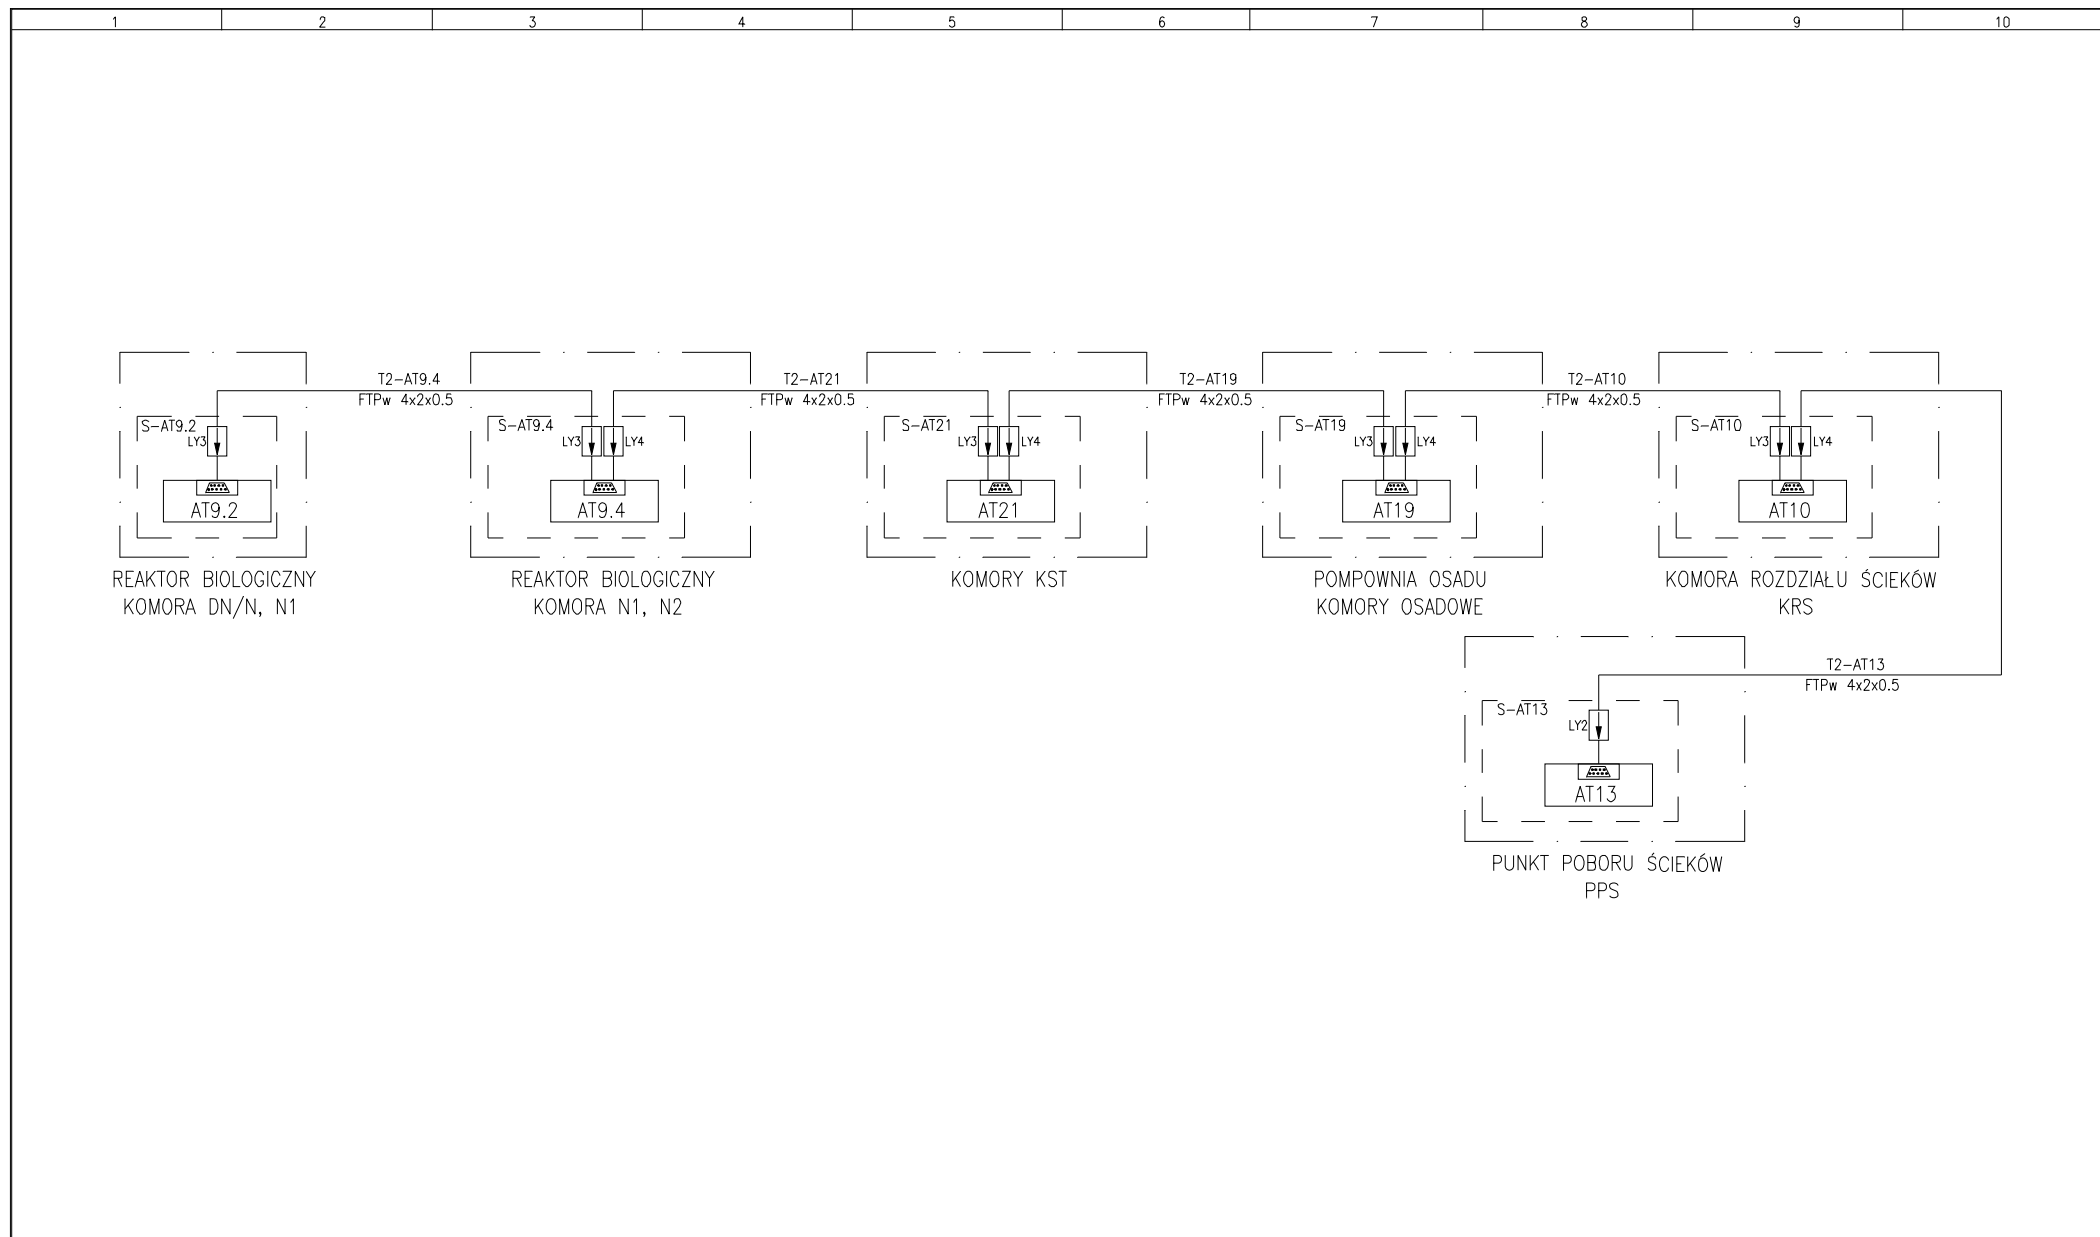 1 2 3 4 5 6 7 8 9 10
T2-AT9.4 T2-AT21 T2-AT19 T2-AT10
FTPw 4x2x0.5 FTPw 4x2x0.5 FTPw 4x2x0.5 FTPw 4x2x0.5
S-AT9.2 S-AT9.4 S-AT21 S-AT19 S-AT10
LY3 LY3 LY4 LY3 LY4 LY3 LY4 LY3 LY4
AT9.2 AT9.4 AT21 AT19 AT10
REAKTOR BIOLOGICZNY REAKTOR BIOLOGICZNY KOMORY KST POMPOWNIA OSADU KOMORA ROZDZIAŁU ŚCIEKÓW
KOMORA DN/N, N1 KOMORA N1, N2 KOMORY OSADOWE KRS
T2-AT13
FTPw 4x2x0.5
S-AT13
LY2
AT13
PUNKT POBORU ŚCIEKÓW
PPS